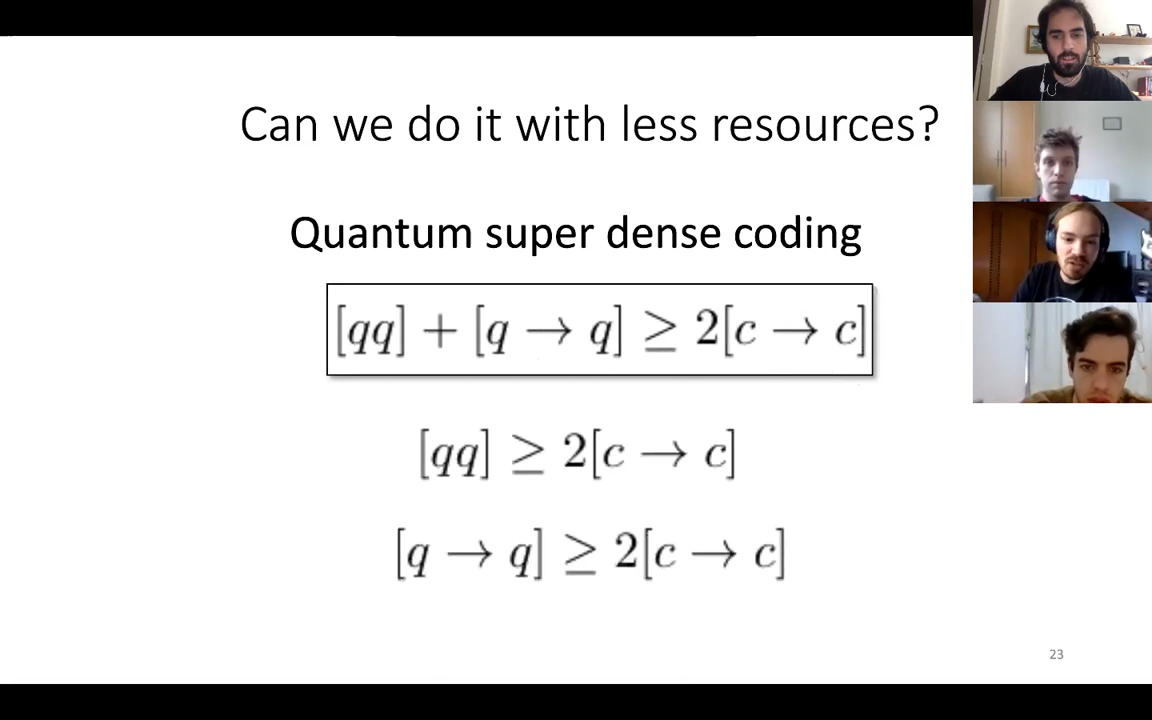 Can we do it with less resources?
Quantum super dense coding
[qq] + [q → q] ≥ 2[c → c]
[qq] ≥ 2[c → c]
[q → q] ≥ 2[c → c]
23